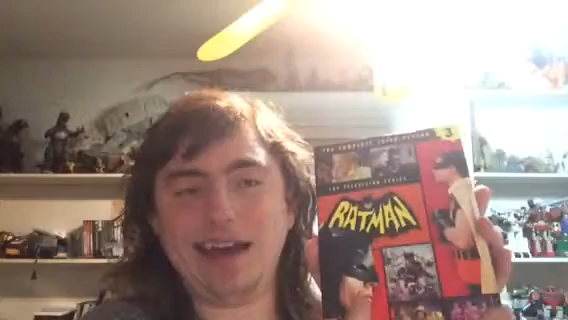 THE COMPLETE THIRD SEASON 3
THE TELEVISION SERIES
BATMAN